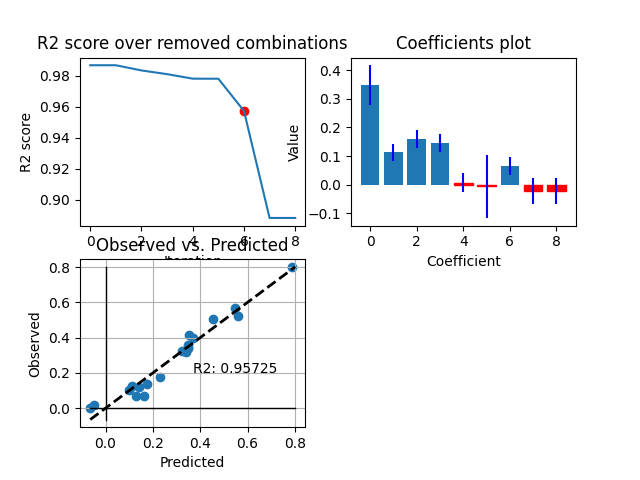 R2 score over removed combinations
R2 score
0.98
0.96
0.94
0.92
0.90
0 2 4 6 8
Iteration
Coefficients plot
Value
0.4
0.3
0.2
0.1
0.0
−0.1
0 2 4 6 8
Coefficient
Observed vs. Predicted
Observed
0.8
0.6
0.4
0.2
0.0
R2: 0.95725
0.0 0.2 0.4 0.6 0.8
Predicted